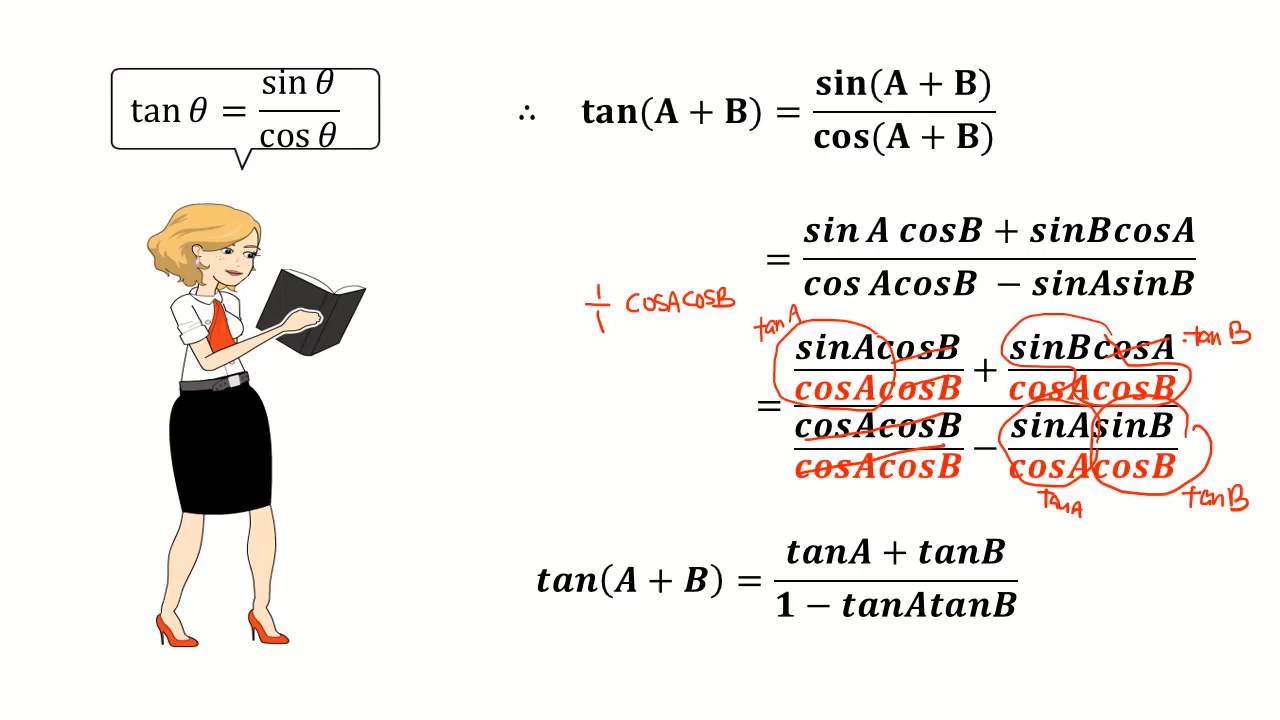 tan θ = sin θ / cos θ
∴ tan(A + B) = sin(A + B) / cos(A + B)
= sin A cosB + sinBcosA / cos AcosB − sinAsinB
1/1 cosAcosB
tanA
tanB
= sinAcosB / cosAcosB + sinBcosA / cosAcosB
cosAcosB / cosAcosB − sinAsinB / cosAcosB
tanA
tanB
tan(A + B) = tanA + tanB / 1 − tanAtanB